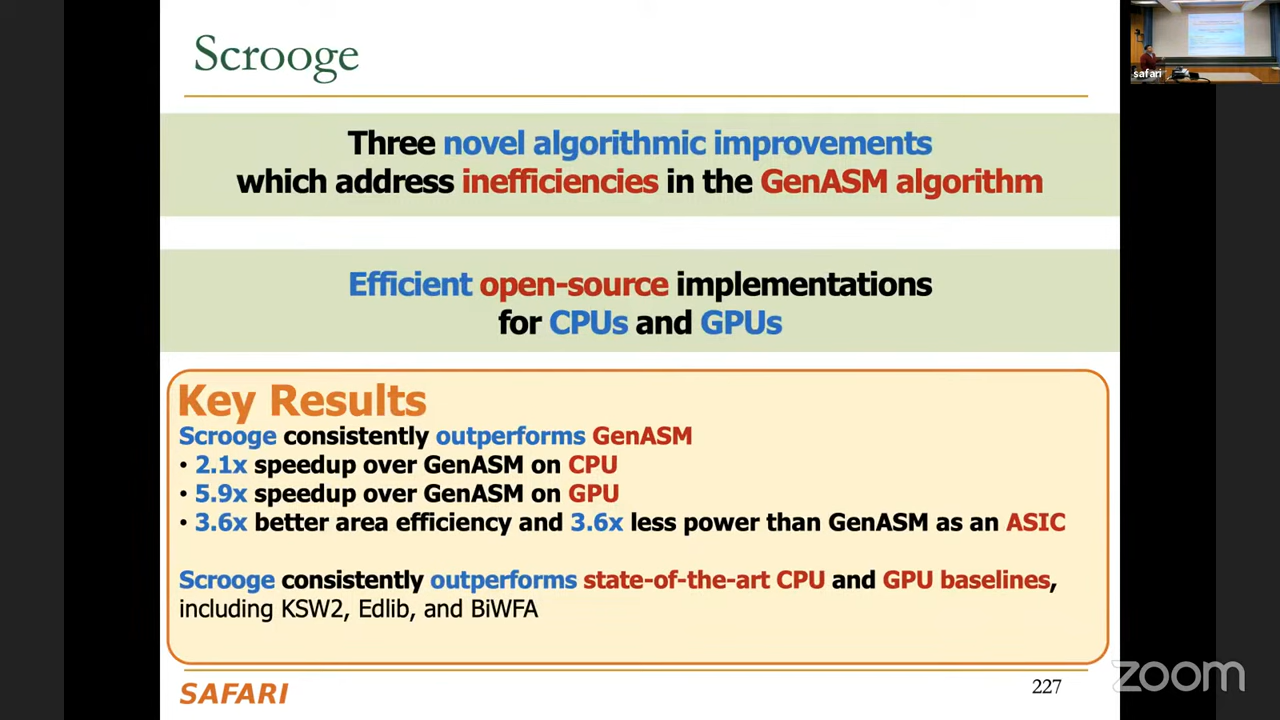 Scrooge
safari
Three novel algorithmic improvements
which address inefficiencies in the GenASM algorithm
Efficient open-source implementations
for CPUs and GPUs
Key Results
Scrooge consistently outperforms GenASM
• 2.1x speedup over GenASM on CPU
• 5.9x speedup over GenASM on GPU
• 3.6x better area efficiency and 3.6x less power than GenASM as an ASIC
Scrooge consistently outperforms state-of-the-art CPU and GPU baselines,
including KSW2, Edlib, and BiWFA
SAFARI
227
zoom